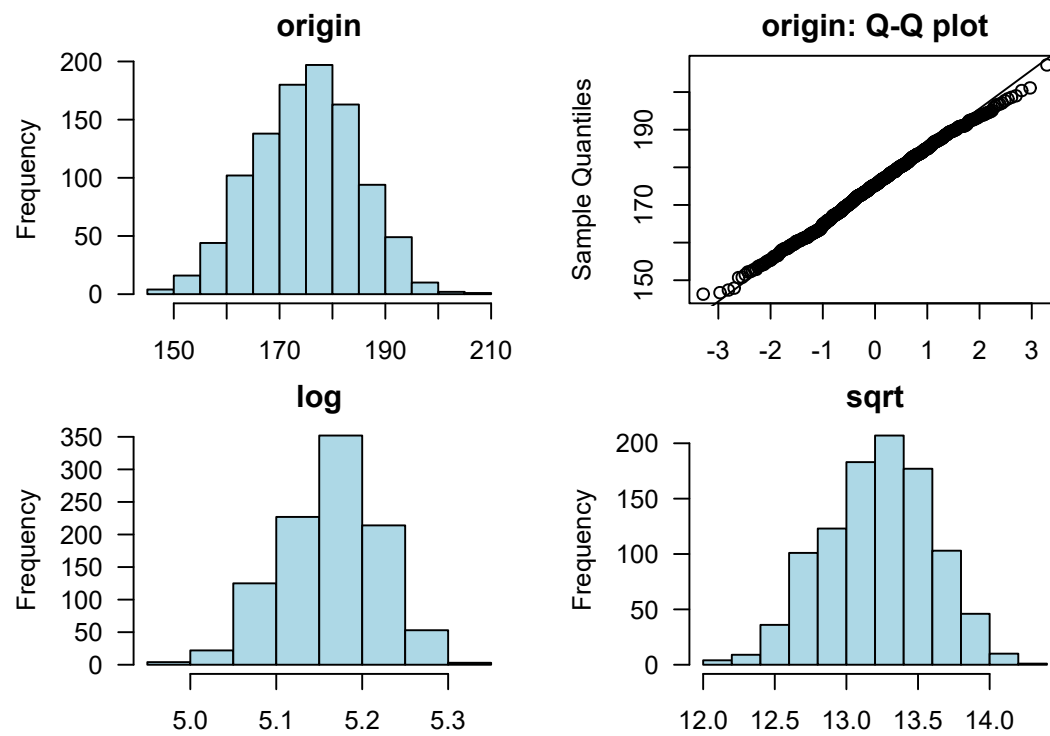 origin
Frequency
200
150
100
50
0
150 170 190 210
origin: Q-Q plot
Sample Quantiles
190
170
150
-3 -2 -1 0 1 2 3
log
Frequency
350
300
250
200
150
100
50
0
5.0 5.1 5.2 5.3
sqrt
Frequency
200
150
100
50
0
12.0 12.5 13.0 13.5 14.0